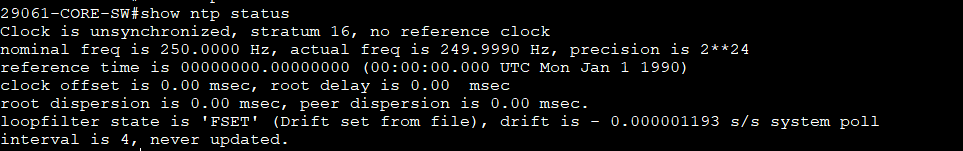 29061-CORE-SW#show ntp status
Clock is unsynchronized, stratum 16, no reference clock
nominal freq is 250.0000 Hz, actual freq is 249.9990 Hz, precision is 2**24
reference time is 00000000.00000000 (00:00:00.000 UTC Mon Jan 1 1990)
clock offset is 0.00 msec, root delay is 0.00  msec
root dispersion is 0.00 msec, peer dispersion is 0.00 msec.
loopfilter state is 'FSET' (Drift set from file), drift is - 0.000001193 s/s system poll
interval is 4, never updated.